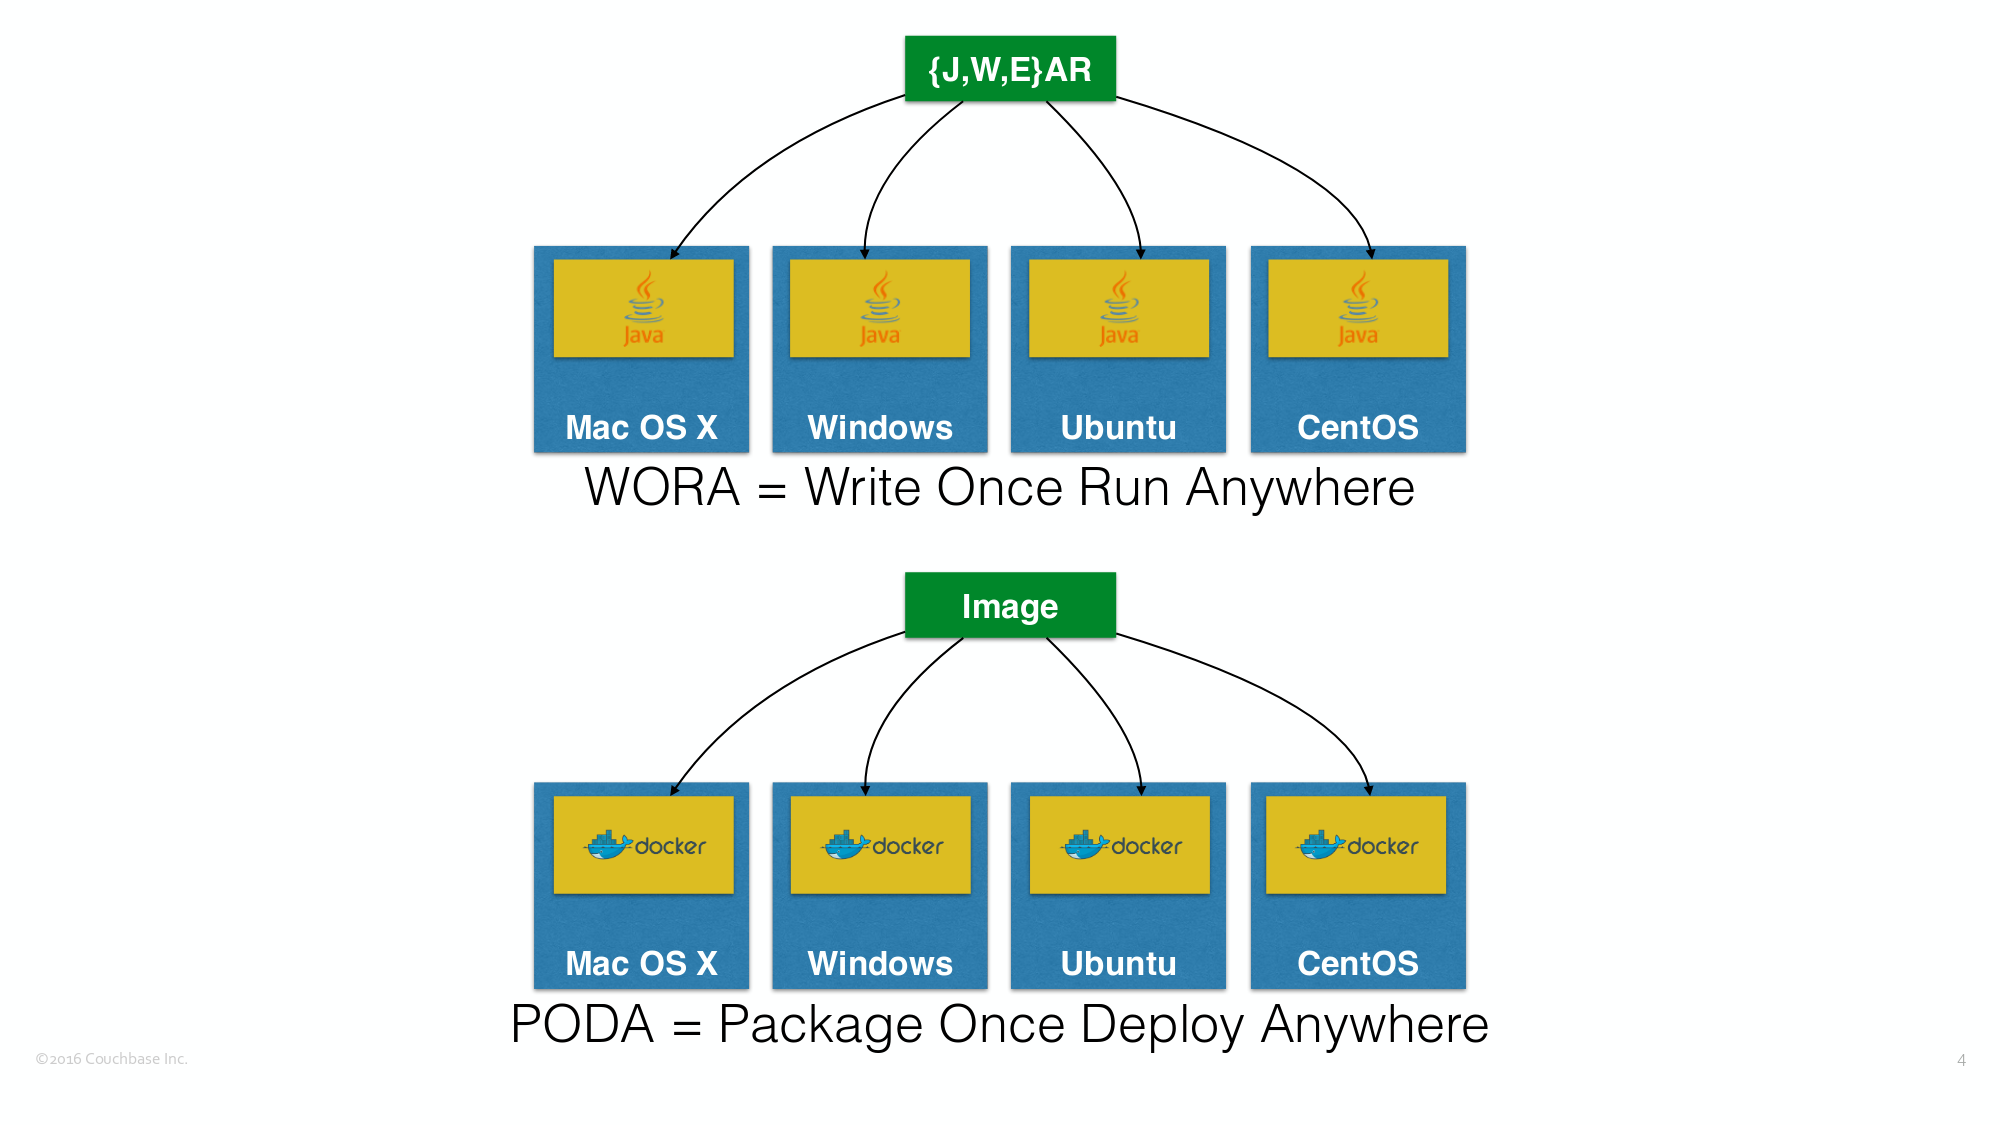 {J,W,E}AR
Java Java Java Java
Mac OS X Windows Ubuntu CentOS
WORA = Write Once Run Anywhere
Image
docker docker docker docker
Mac OS X Windows Ubuntu CentOS
PODA = Package Once Deploy Anywhere
©2016 Couchbase Inc. 4